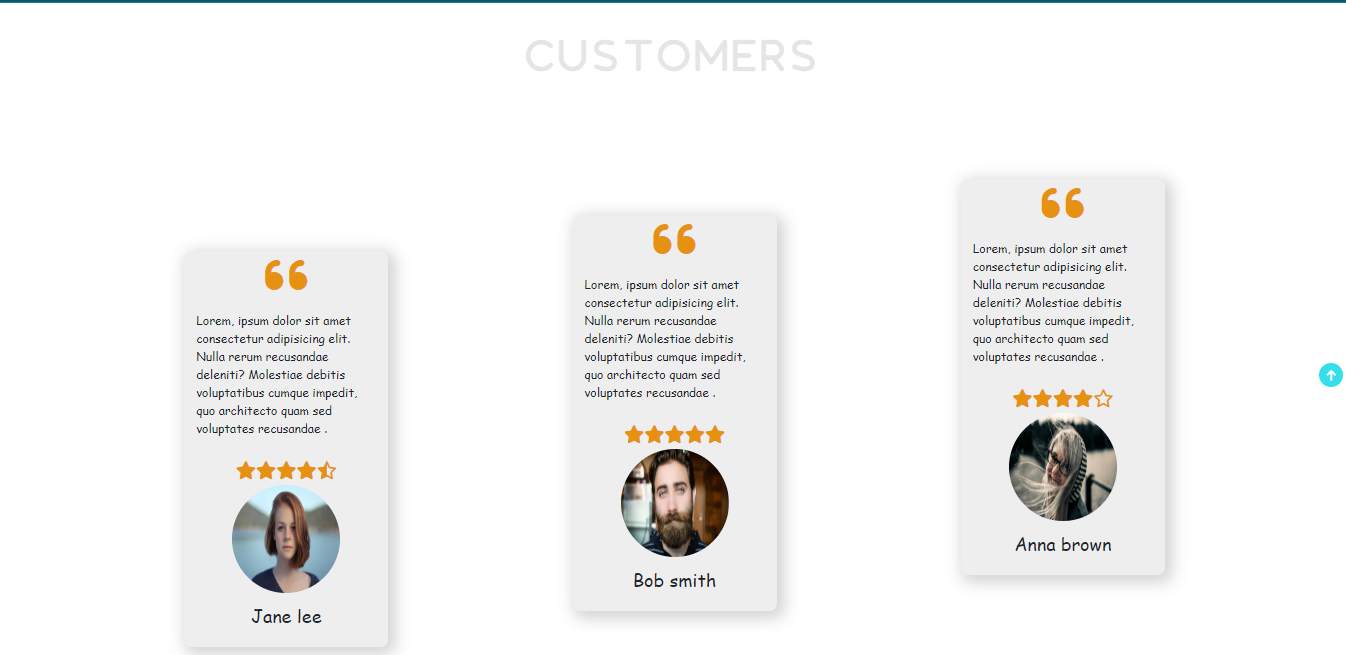 CUSTOMERS
Lorem, ipsum dolor sit amet
consectetur adipisicing elit.
Nulla rerum recusandae
deleniti? Molestiae debitis
voluptatibus cumque impedit,
quo architecto quam sed
voluptates recusandae .
Jane lee
Lorem, ipsum dolor sit amet
consectetur adipisicing elit.
Nulla rerum recusandae
deleniti? Molestiae debitis
voluptatibus cumque impedit,
quo architecto quam sed
voluptates recusandae .
Bob smith
Lorem, ipsum dolor sit amet
consectetur adipisicing elit.
Nulla rerum recusandae
deleniti? Molestiae debitis
voluptatibus cumque impedit,
quo architecto quam sed
voluptates recusandae .
Anna brown